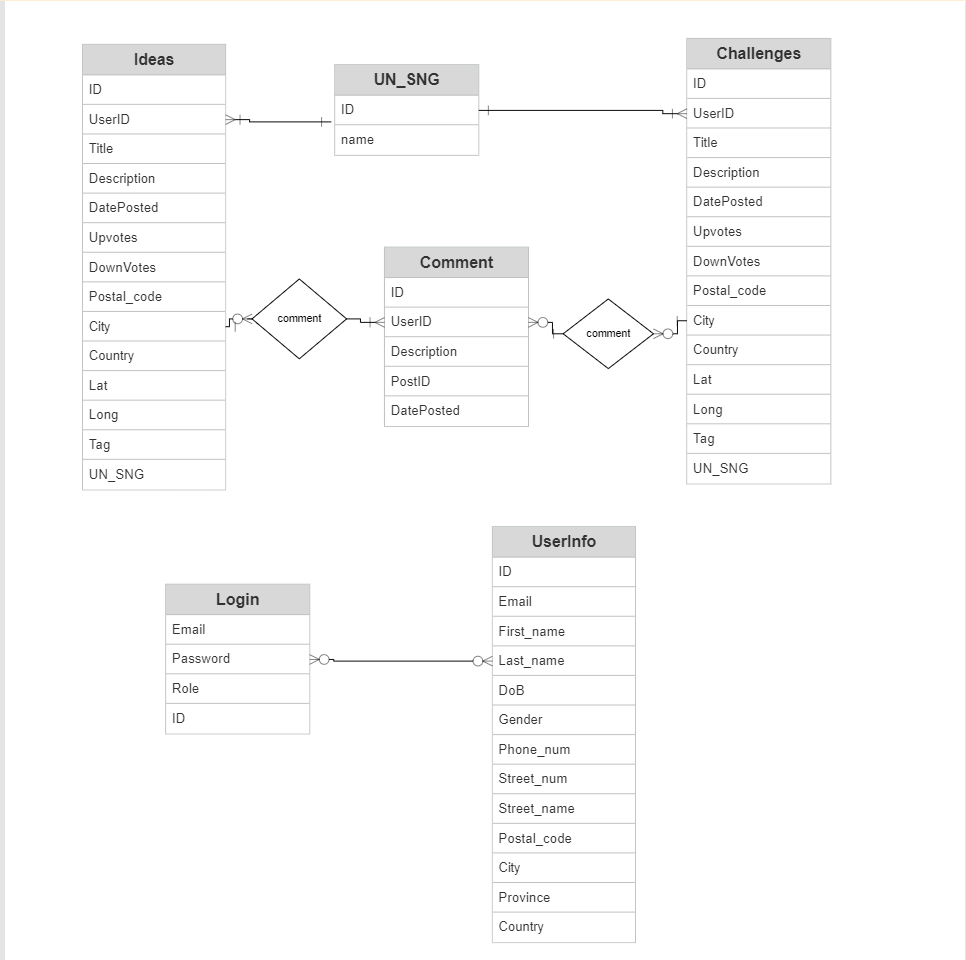 Ideas
ID
UserID
Title
Description
DatePosted
Upvotes
DownVotes
Postal_code
City
Country
Lat
Long
Tag
UN_SNG
UN_SNG
ID
name
Challenges
ID
UserID
Title
Description
DatePosted
Upvotes
DownVotes
Postal_code
City
Country
Lat
Long
Tag
UN_SNG
comment
Comment
ID
UserID
Description
PostID
DatePosted
comment
Login
Email
Password
Role
ID
UserInfo
ID
Email
First_name
Last_name
DoB
Gender
Phone_num
Street_num
Street_name
Postal_code
City
Province
Country